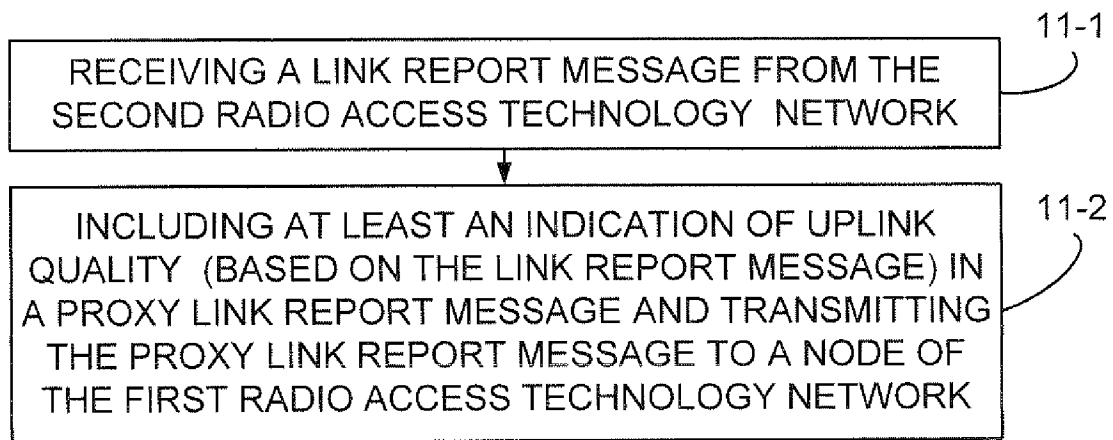 11-1
RECEIVING A LINK REPORT MESSAGE FROM THE
SECOND RADIO ACCESS TECHNOLOGY NETWORK
11-2
INCLUDING AT LEAST AN INDICATION OF UPLINK
QUALITY (BASED ON THE LINK REPORT MESSAGE) IN
A PROXY LINK REPORT MESSAGE AND TRANSMITTING
THE PROXY LINK REPORT MESSAGE TO A NODE OF
THE FIRST RADIO ACCESS TECHNOLOGY NETWORK